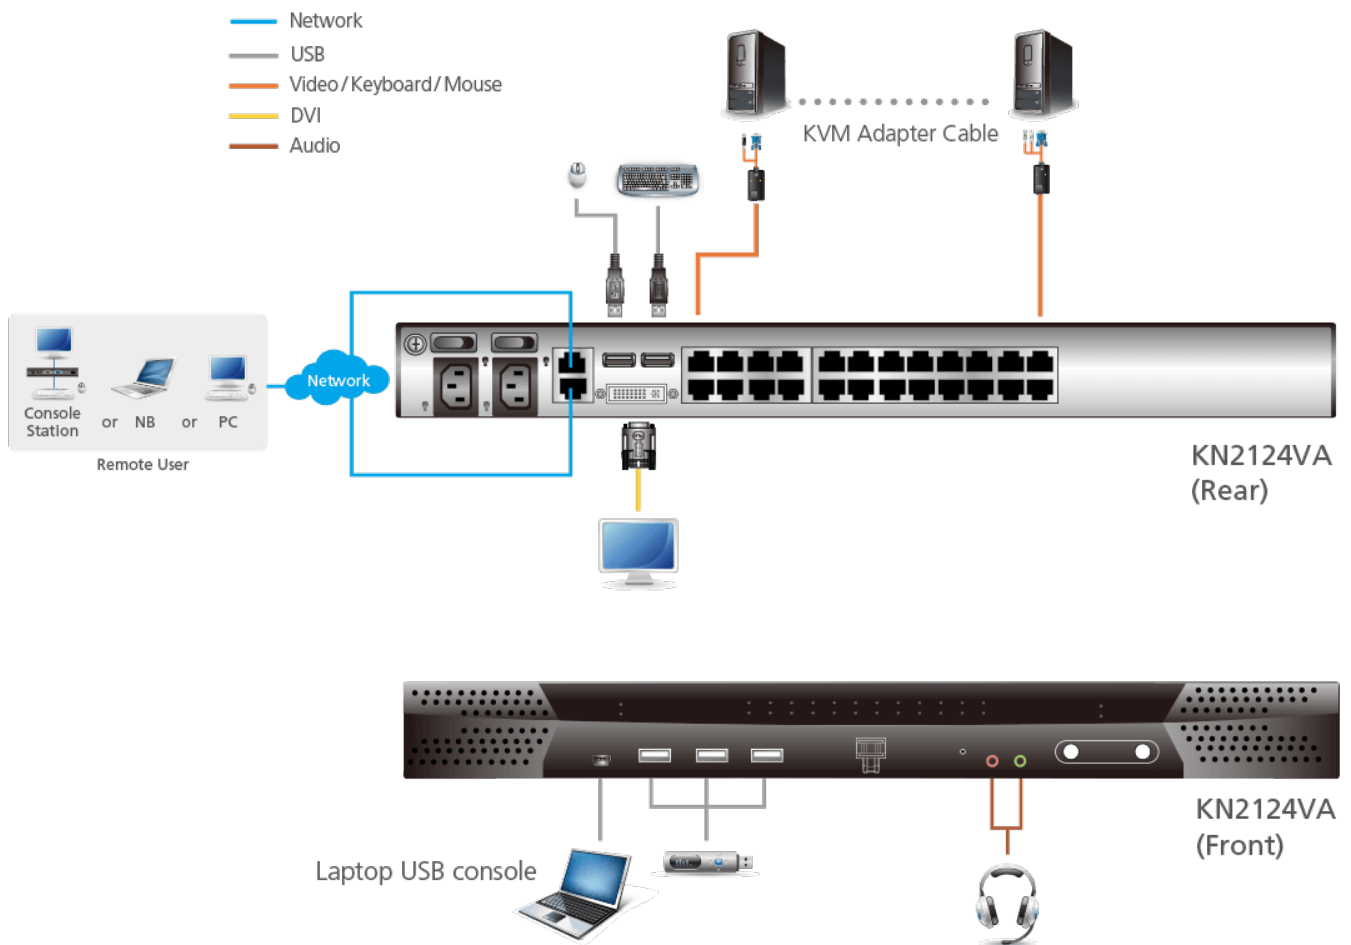 Network
USB
Video/Keyboard/Mouse
DVI
Audio
KVM Adapter Cable
Network
Console
Station
or NB or PC
Remote User
KN2124VA
(Rear)
KN2124VA
(Front)
Laptop USB console